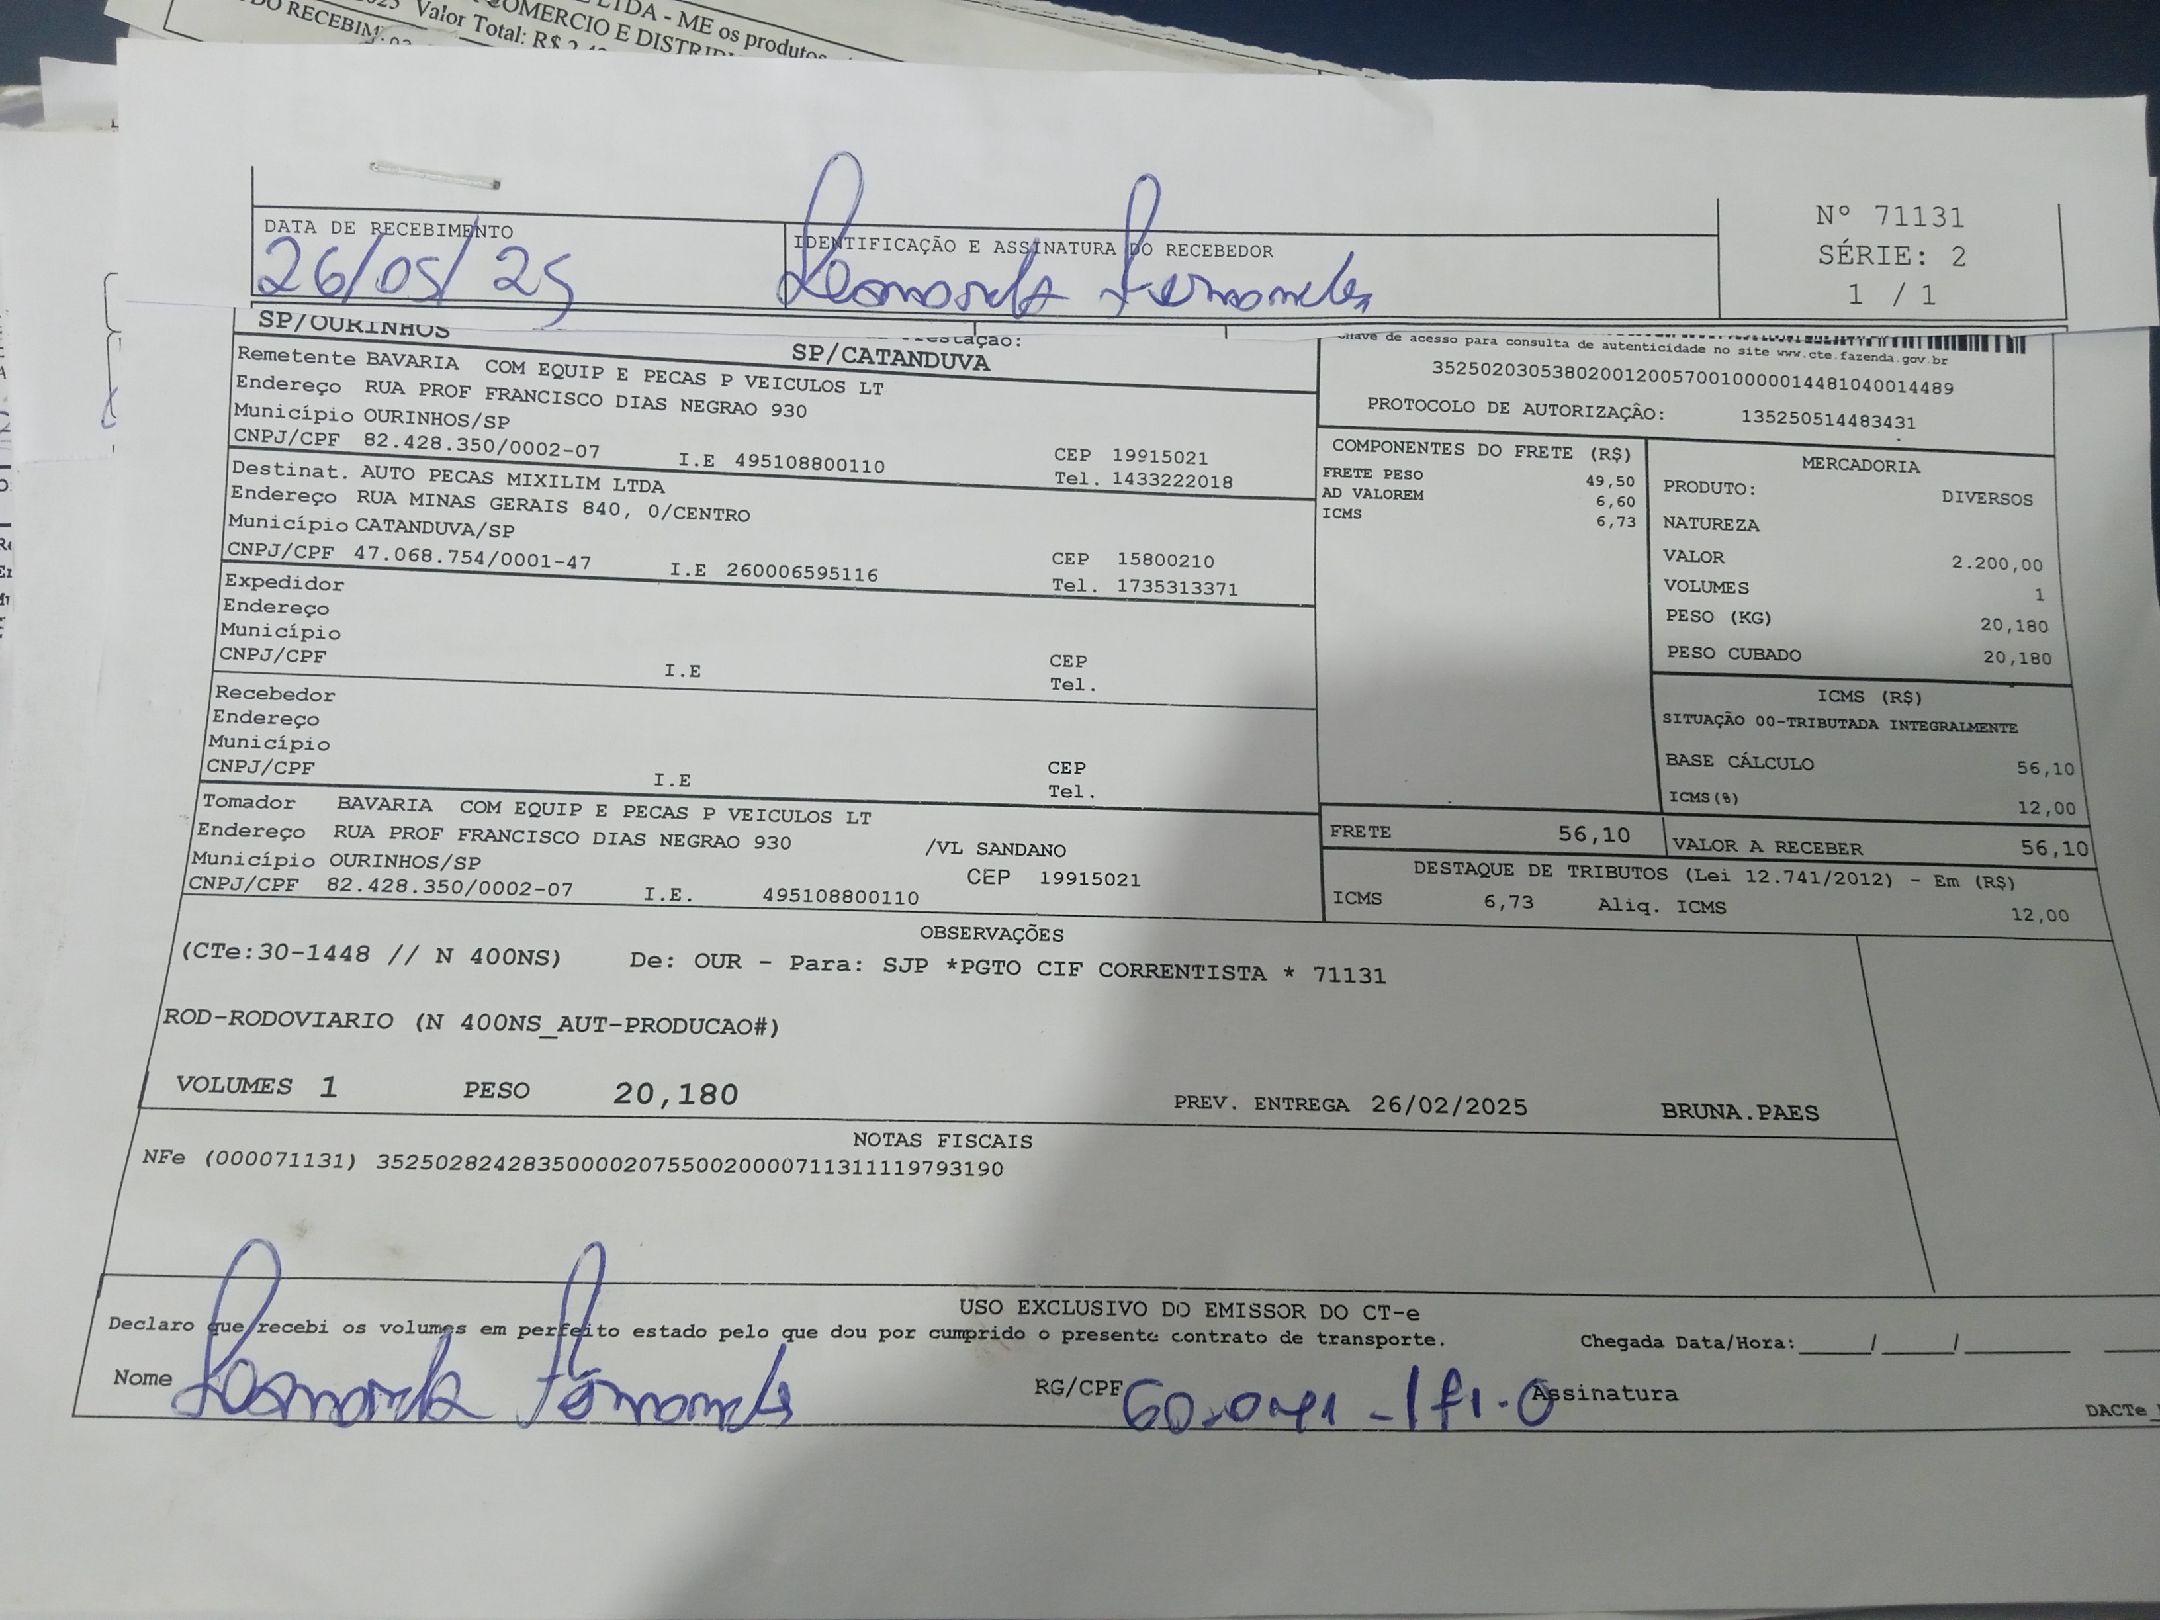 LTDA - ME os produtos
COMERCIO E DISTRI
Valor Total: R$ 2
DO RECEBIM
DATA DE RECEBIMENTO
26/05/25
IDENTIFICAÇÃO E ASSINATURA DO RECEBEDOR
Leonardo Fernandes
Nº 71131
SÉRIE: 2
1 / 1
SP/OURINHOS
SP/CATANDUVA
Remetente BAVARIA COM EQUIP E PECAS P VEICULOS LT
Endereço RUA PROF FRANCISCO DIAS NEGRAO 930
Município OURINHOS/SP
CNPJ/CPF 82.428.350/0002-07 I.E 495108800110 CEP 19915021
Tel. 1433222018
Destinat. AUTO PECAS MIXILIM LTDA
Endereço RUA MINAS GERAIS 840, 0/CENTRO
Município CATANDUVA/SP
CNPJ/CPF 47.068.754/0001-47 I.E 260006595116 CEP 15800210
Tel. 1735313371
Expedidor
Endereço
Município
CNPJ/CPF I.E CEP
Tel.
Recebedor
Endereço
Município
CNPJ/CPF I.E CEP
Tel.
Tomador BAVARIA COM EQUIP E PECAS P VEICULOS LT
Endereço RUA PROF FRANCISCO DIAS NEGRAO 930 /VL SANDANO
Município OURINHOS/SP CEP 19915021
CNPJ/CPF 82.428.350/0002-07 I.E. 495108800110
Chave de acesso para consulta de autenticidade no site www.cte.fazenda.gov.br
35250203053802001200570010000014481040014489
PROTOCOLO DE AUTORIZAÇÃO: 135250514483431
COMPONENTES DO FRETE (R$)
FRETE PESO 49,50
AD VALOREM 6,60
ICMS 6,73
MERCADORIA
PRODUTO: DIVERSOS
NATUREZA
VALOR 2.200,00
VOLUMES 1
PESO (KG) 20,180
PESO CUBADO 20,180
ICMS (R$)
SITUAÇÃO 00-TRIBUTADA INTEGRALMENTE
BASE CÁLCULO 56,10
ICMS(%) 12,00
FRETE 56,10 VALOR A RECEBER 56,10
DESTAQUE DE TRIBUTOS (Lei 12.741/2012) - Em (R$)
ICMS 6,73 Aliq. ICMS 12,00
OBSERVAÇÕES
(CTe:30-1448 // N 400NS) De: OUR - Para: SJP *PGTO CIF CORRENTISTA * 71131
ROD-RODOVIARIO (N 400NS_AUT-PRODUCAO#)
VOLUMES 1 PESO 20,180 PREV. ENTREGA 26/02/2025 BRUNA.PAES
NOTAS FISCAIS
NFe (000071131) 35250282428350000207550020000711311119793190
USO EXCLUSIVO DO EMISSOR DO CT-e
Declaro que recebi os volumes em perfeito estado pelo que dou por cumprido o presente contrato de transporte. Chegada Data/Hora:____/____/____
Nome Leonardo Fernandes RG/CPF Assinatura
DACTe